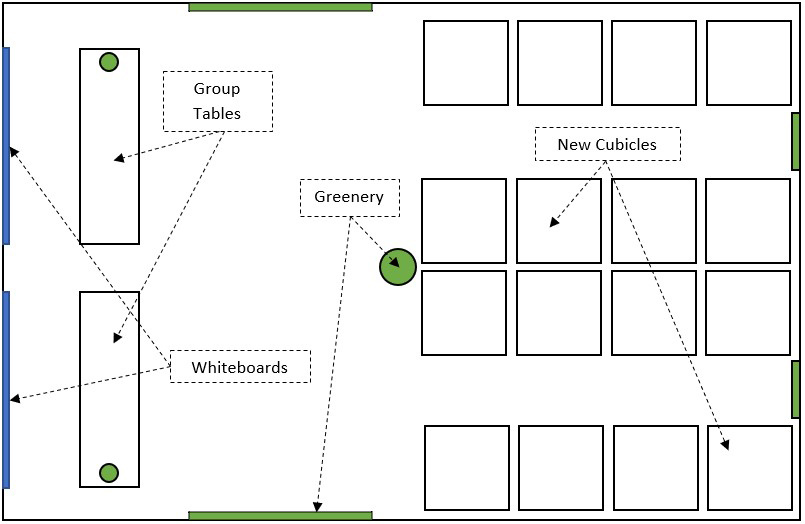 Group
Tables
New Cubicles
Greenery
Whiteboards